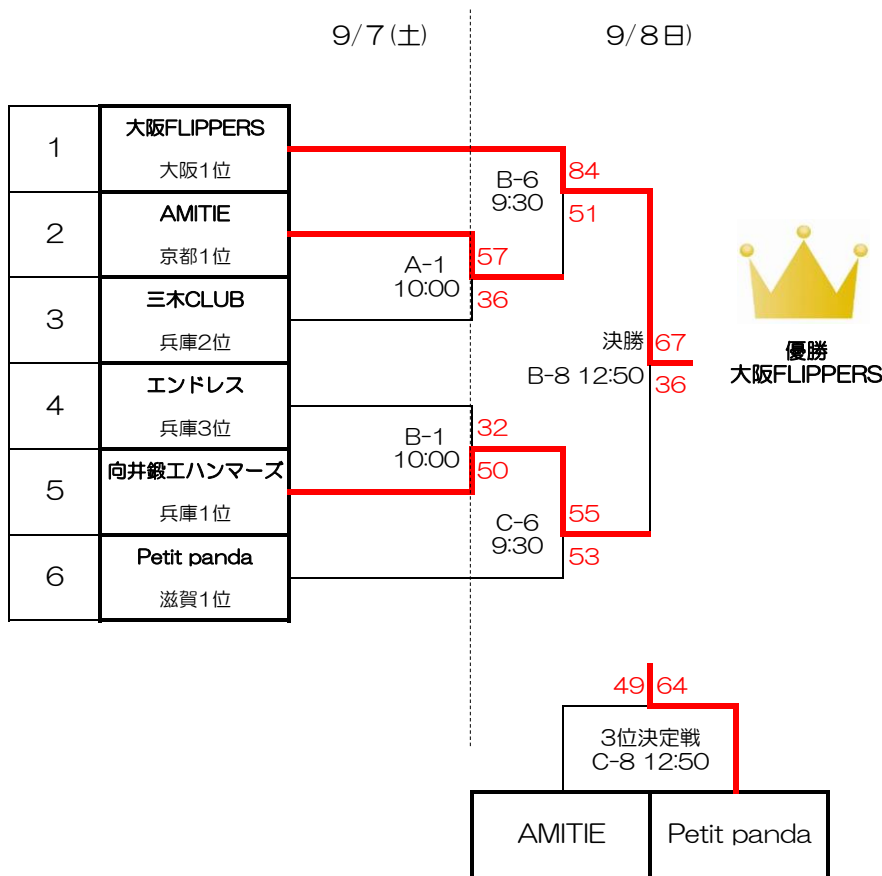 9/7(土)
9/8日)
1
大阪FLIPPERS
大阪1位
2
AMITIE
京都1位
3
三木CLUB
兵庫2位
4
エンドレス
兵庫3位
5
向井鍛工ハンマーズ
兵庫1位
6
Petit panda
滋賀1位
A-1
10:00
57
36
B-1
10:00
32
50
B-6
9:30
84
51
C-6
9:30
55
53
決勝
B-8 12:50
67
36
優勝
大阪FLIPPERS
49 64
3位決定戦
C-8 12:50
AMITIE
Petit panda